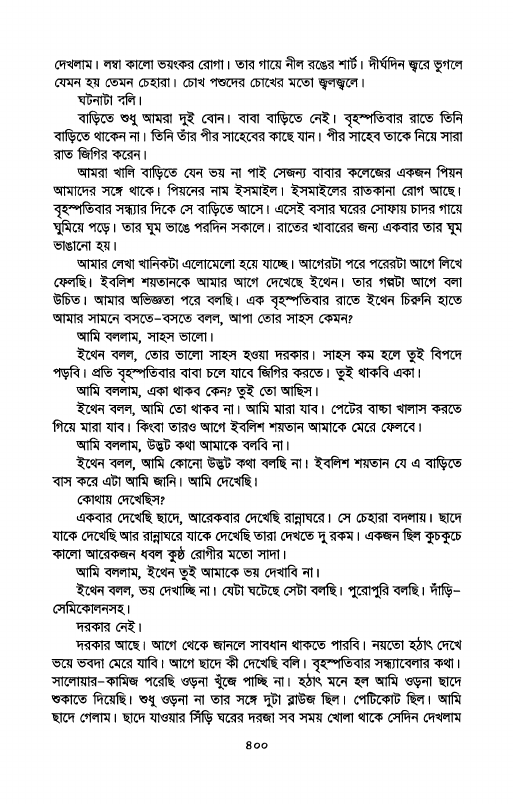 দেখলাম। লম্বা কালো ভয়ংকর রোগা। তার গায়ে নীল রঙের শার্ট। দীর্ঘদিন জ্বরে ভুগলে
যেমন হয় তেমন চেহারা। চোখ পশুদের চোখের মতো জ্বলজ্বলে।
ঘটনাটা বলি।
বাড়িতে শুধু আমরা দুই বোন। বাবা বাড়িতে নেই। বৃহস্পতিবার রাতে তিনি
বাড়িতে থাকেন না। তিনি তাঁর পীর সাহেবের কাছে যান। পীর সাহেব তাকে নিয়ে সারা
রাত জিগির করেন।
আমরা খালি বাড়িতে যেন ভয় না পাই সেজন্য বাবার কলেজের একজন পিয়ন
আমাদের সঙ্গে থাকে। পিয়নের নাম ইসমাইল। ইসমাইলের রাতকানা রোগ আছে।
বৃহস্পতিবার সন্ধ্যার দিকে সে বাড়িতে আসে। এসেই বসার ঘরের সোফায় চাদর গায়ে
ঘুমিয়ে পড়ে। তার ঘুম ভাঙে পরদিন সকালে। রাতের খাবারের জন্য একবার তার ঘুম
ভাঙানো হয়।
আমার লেখা খানিকটা এলোমেলো হয়ে যাচ্ছে। আগেরটা পরে পরেরটা আগে লিখে
ফেলছি। ইবলিশ শয়তানকে আমার আগে দেখেছে ইথেন। তার গল্পটা আগে বলা
উচিত। আমার অভিজ্ঞতা পরে বলছি। এক বৃহস্পতিবার রাতে ইথেন চিরুনি হাতে
আমার সামনে বসতে–বসতে বলল, আপা তোর সাহস কেমন?
আমি বললাম, সাহস ভালো।
ইথেন বলল, তোর ভালো সাহস হওয়া দরকার। সাহস কম হলে তুই বিপদে
পড়বি। প্রতি বৃহস্পতিবার বাবা চলে যাবে জিগির করতে। তুই থাকবি একা।
আমি বললাম, একা থাকব কেন? তুই তো আছিস।
ইথেন বলল, আমি তো থাকব না। আমি মারা যাব। পেটের বাচ্চা খালাস করতে
গিয়ে মারা যাব। কিংবা তারও আগে ইবলিশ শয়তান আমাকে মেরে ফেলবে।
আমি বললাম, উদ্ভট কথা আমাকে বলবি না।
ইথেন বলল, আমি কোনো উদ্ভট কথা বলছি না। ইবলিশ শয়তান যে এ বাড়িতে
বাস করে এটা আমি জানি। আমি দেখেছি।
কোথায় দেখেছিস?
একবার দেখেছি ছাদে, আরেকবার দেখেছি রান্নাঘরে। সে চেহারা বদলায়। ছাদে
যাকে দেখেছি আর রান্নাঘরে যাকে দেখেছি তারা দেখতে দু রকম। একজন ছিল কুচকুচে
কালো আরেকজন ধবল কুষ্ঠ রোগীর মতো সাদা।
আমি বললাম, ইথেন তুই আমাকে ভয় দেখাবি না।
ইথেন বলল, ভয় দেখাচ্ছি না। যেটা ঘটেছে সেটা বলছি। পুরোপুরি বলছি। দাঁড়ি–
সেমিকোলনসহ।
দরকার নেই।
দরকার আছে। আগে থেকে জানলে সাবধান থাকতে পারবি। নয়তো হঠাৎ দেখে
ভয়ে ভবদা মেরে যাবি। আগে ছাদে কী দেখেছি বলি। বৃহস্পতিবার সন্ধ্যাবেলার কথা।
সালোয়ার–কামিজ পরেছি ওড়না খুঁজে পাচ্ছি না। হঠাৎ মনে হল আমি ওড়না ছাদে
শুকাতে দিয়েছি। শুধু ওড়না না তার সঙ্গে দুটা ব্লাউজ ছিল। পেটিকোট ছিল। আমি
ছাদে গেলাম। ছাদে যাওয়ার সিঁড়ি ঘরের দরজা সব সময় খোলা থাকে সেদিন দেখলাম
৪০০